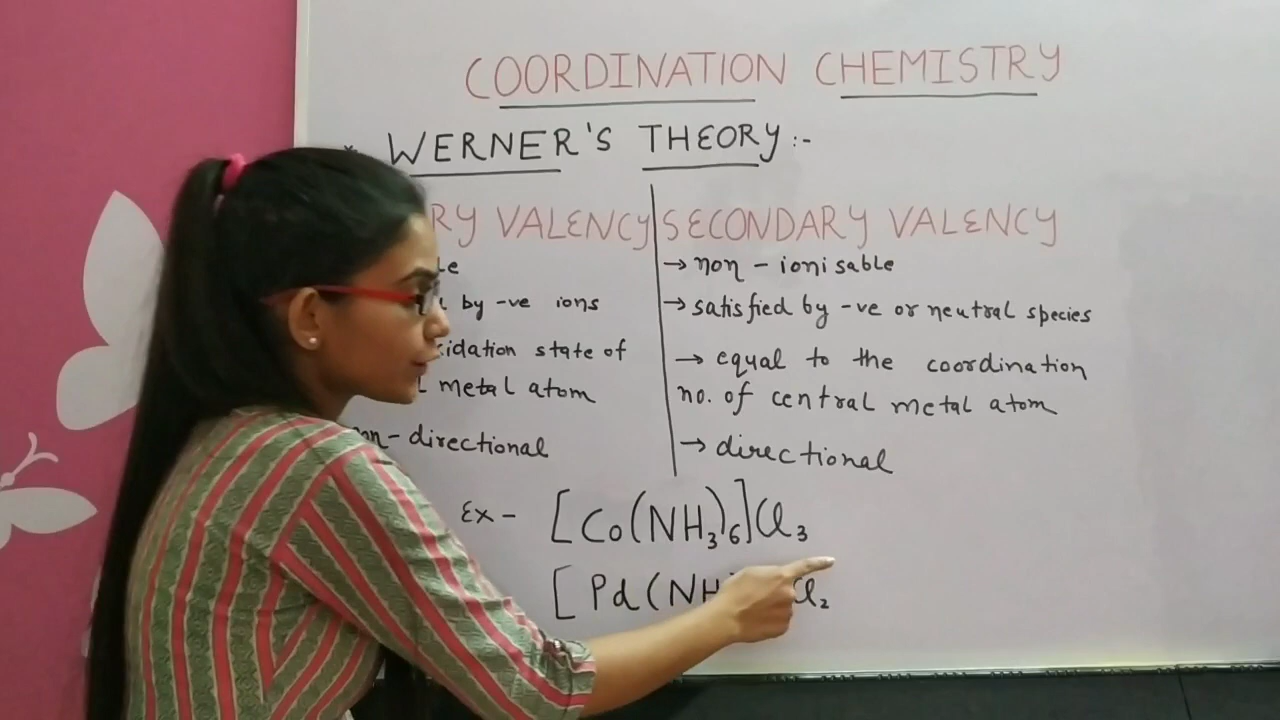 COORDINATION CHEMISTRY
* WERNER'S THEORY :-
RY VALENCY
le
by -ve ions
idation state of
metal atom
n-directional
SECONDARY VALENCY
→ non-ionisable
→ satisfied by -ve or neutral species
→ equal to the coordination
no. of central metal atom
→ directional
Ex - [Co(NH₃)₆]Cl₃
[Pd(NH Cl₂